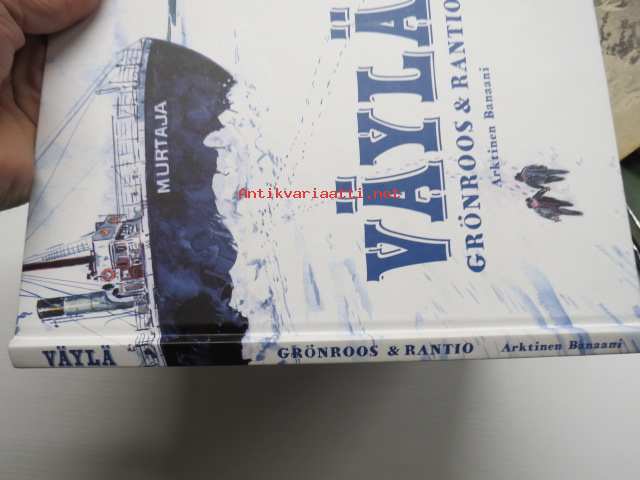 VÄYLÄ
GRÖNROOS & RANTIO
Arktinen Banaani
MURTAJA
Antikvariaatti.net
VÄYLÄ GRÖNROOS & RANTIO Arktinen Banaani